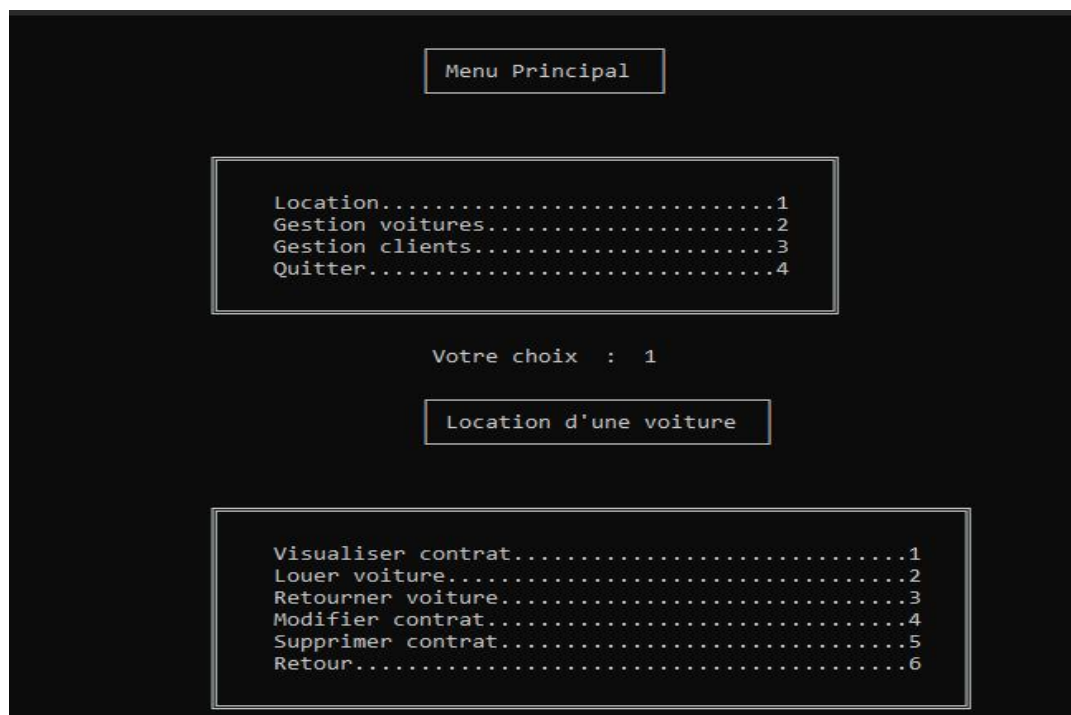 Menu Principal
Location..............................1
Gestion voitures......................2
Gestion clients.......................3
Quitter...............................4
Votre choix  :  1
Location d'une voiture
Visualiser contrat..............................1
Louer voiture...................................2
Retourner voiture...............................3
Modifier contrat................................4
Supprimer contrat...............................5
Retour..........................................6